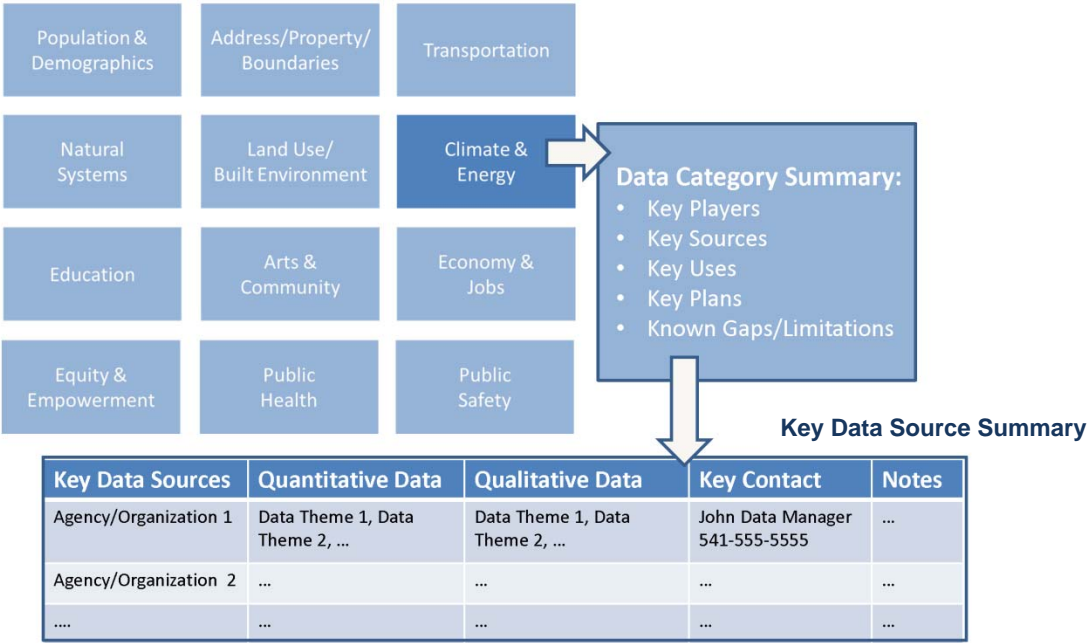 Population &
Demographics
Address/Property/
Boundaries
Transportation
Natural
Systems
Land Use/
Built Environment
Climate &
Energy
Education
Arts &
Community
Economy &
Jobs
Equity &
Empowerment
Public
Health
Public
Safety
Data Category Summary:
• Key Players
• Key Sources
• Key Uses
• Key Plans
• Known Gaps/Limitations
Key Data Source Summary
Key Data Sources Quantitative Data Qualitative Data Key Contact Notes
Agency/Organization 1 Data Theme 1, Data Data Theme 1, Data John Data Manager ...
Theme 2, ... Theme 2, ... 541-555-5555
Agency/Organization 2 ... ... ... ...
.... ... ... ... ...